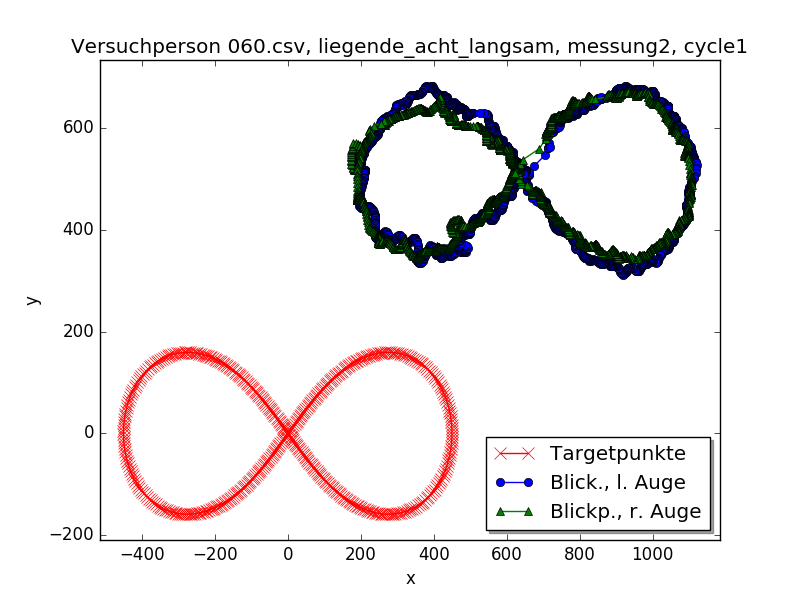 Versuchperson 060.csv, liegende_acht_langsam, messung2, cycle1
y
600
400
200
0
−200
−400
−200
0
200
400
600
800
1000
x
Targetpunkte
Blick., l. Auge
Blickp., r. Auge